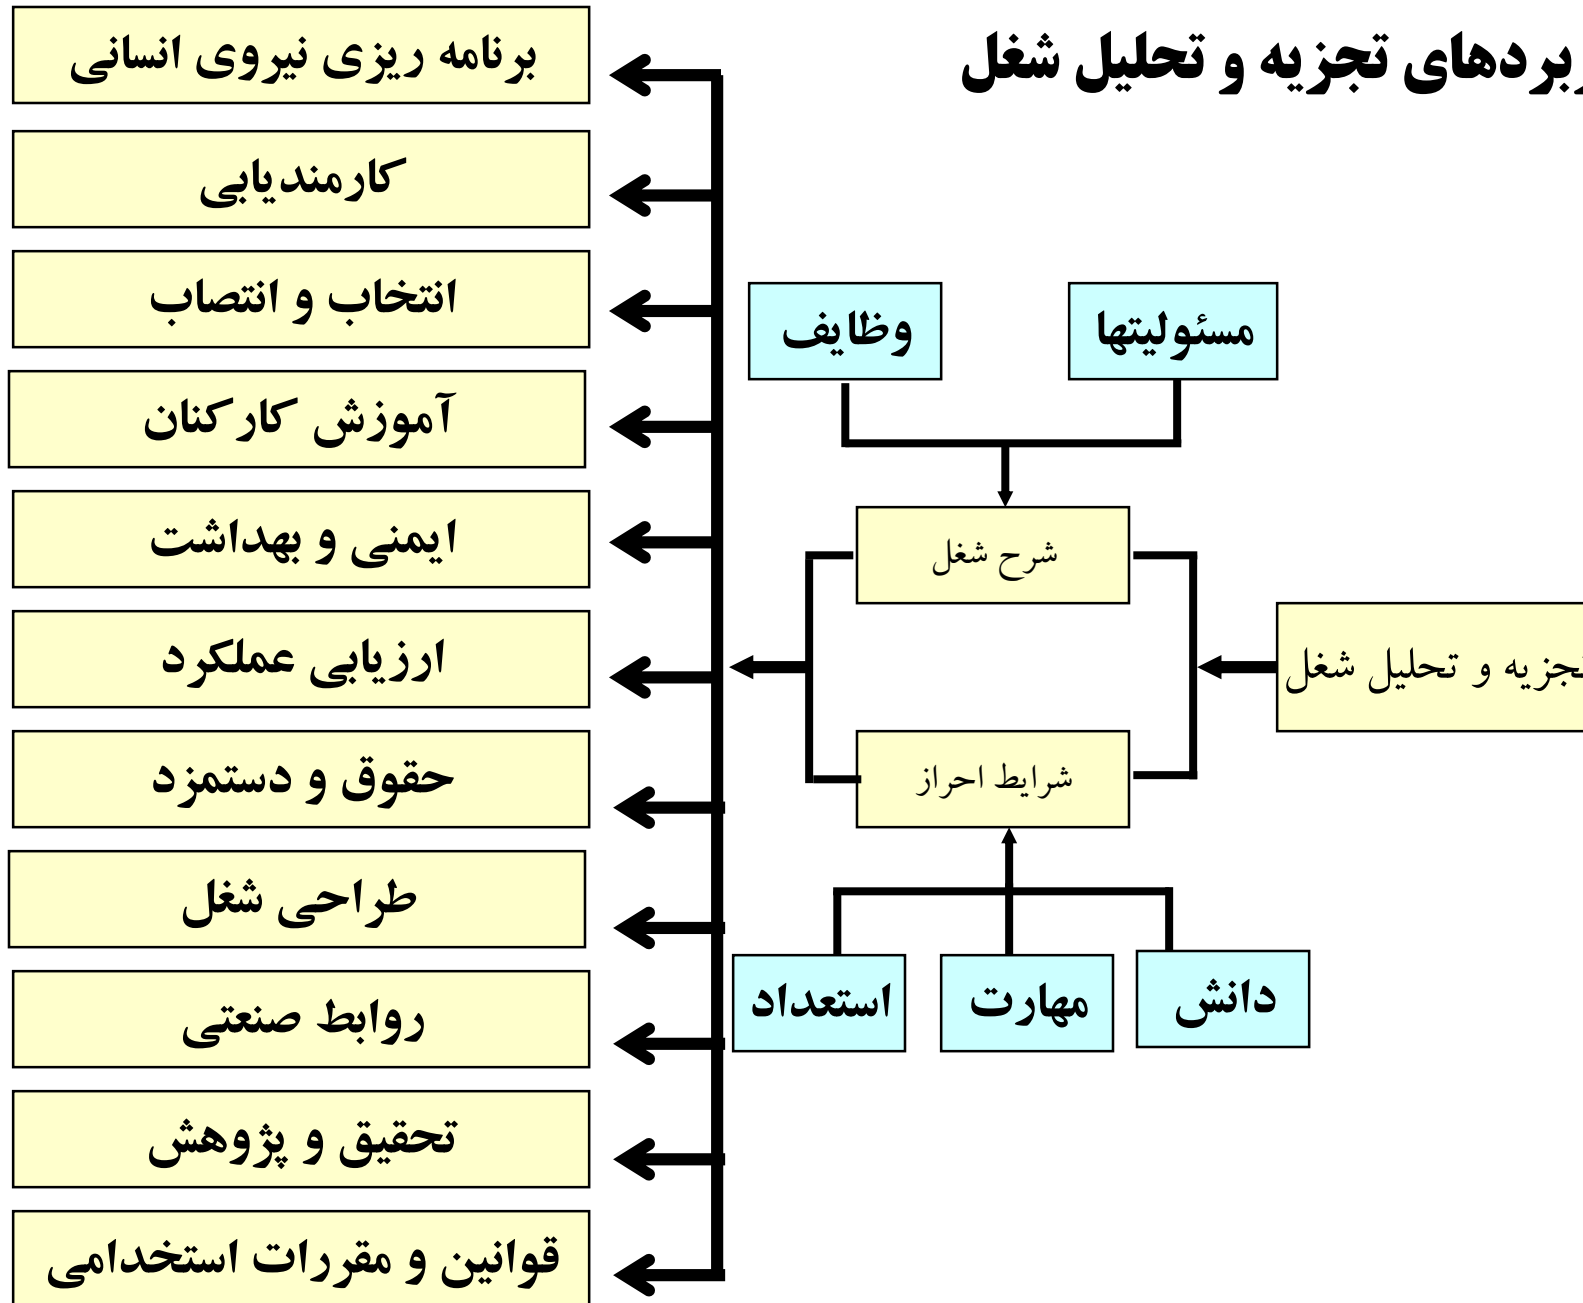 بردهای تجزیه و تحلیل شغل
برنامه ریزی نیروی انسانی
کارمندیابی
انتخاب و انتصاب
آموزش کارکنان
ایمنی و بهداشت
ارزیابی عملکرد
حقوق و دستمزد
طراحی شغل
روابط صنعتی
تحقیق و پژوهش
قوانین و مقررات استخدامی
مسئولیتها
وظایف
شرح شغل
تجزیه و تحلیل شغل
شرایط احراز
دانش
مهارت
استعداد